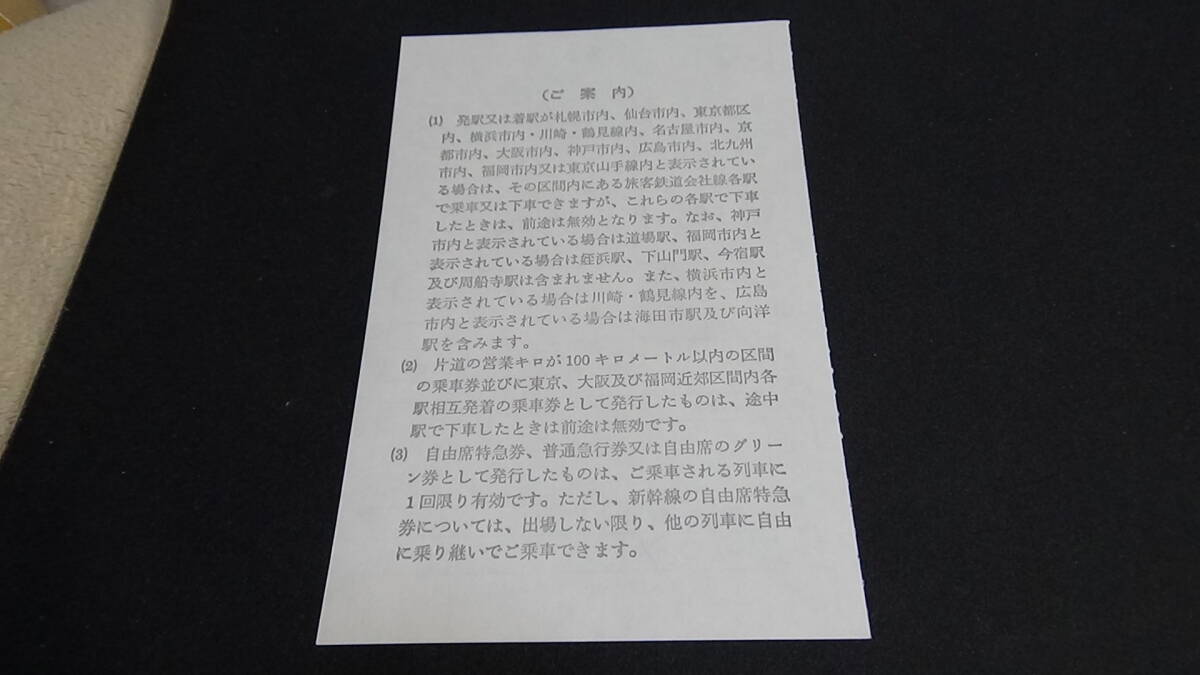 (ご案内)
(1) 発駅又は着駅が札幌市内、仙台市内、東京都区
内、横浜市内・川崎・鶴見線内、名古屋市内、京
都市内、大阪市内、神戸市内、広島市内、北九州
市内、福岡市内又は東京山手線内と表示されてい
る場合は、その区間内にある旅客鉄道会社線各駅
で乗車又は下車できますが、これらの各駅で下車
したときは、前途は無効となります。なお、神戸
市内と表示されている場合は道場駅、福岡市内と
表示されている場合は姪浜駅、下山門駅、今宿駅
及び周船寺駅は含まれません。また、横浜市内と
表示されている場合は川崎・鶴見線内を、広島
市内と表示されている場合は海田市駅及び向洋
駅を含みます。
(2) 片道の営業キロが100キロメートル以内の区間
の乗車券並びに東京、大阪及び福岡近郊区間内各
駅相互発着の乗車券として発行したものは、途中
駅で下車したときは前途は無効です。
(3) 自由席特急券、普通急行券又は自由席のグリー
ン券として発行したものは、ご乗車される列車に
1回限り有効です。ただし、新幹線の自由席特急
券については、出場しない限り、他の列車に自由
に乗り継いでご乗車できます。